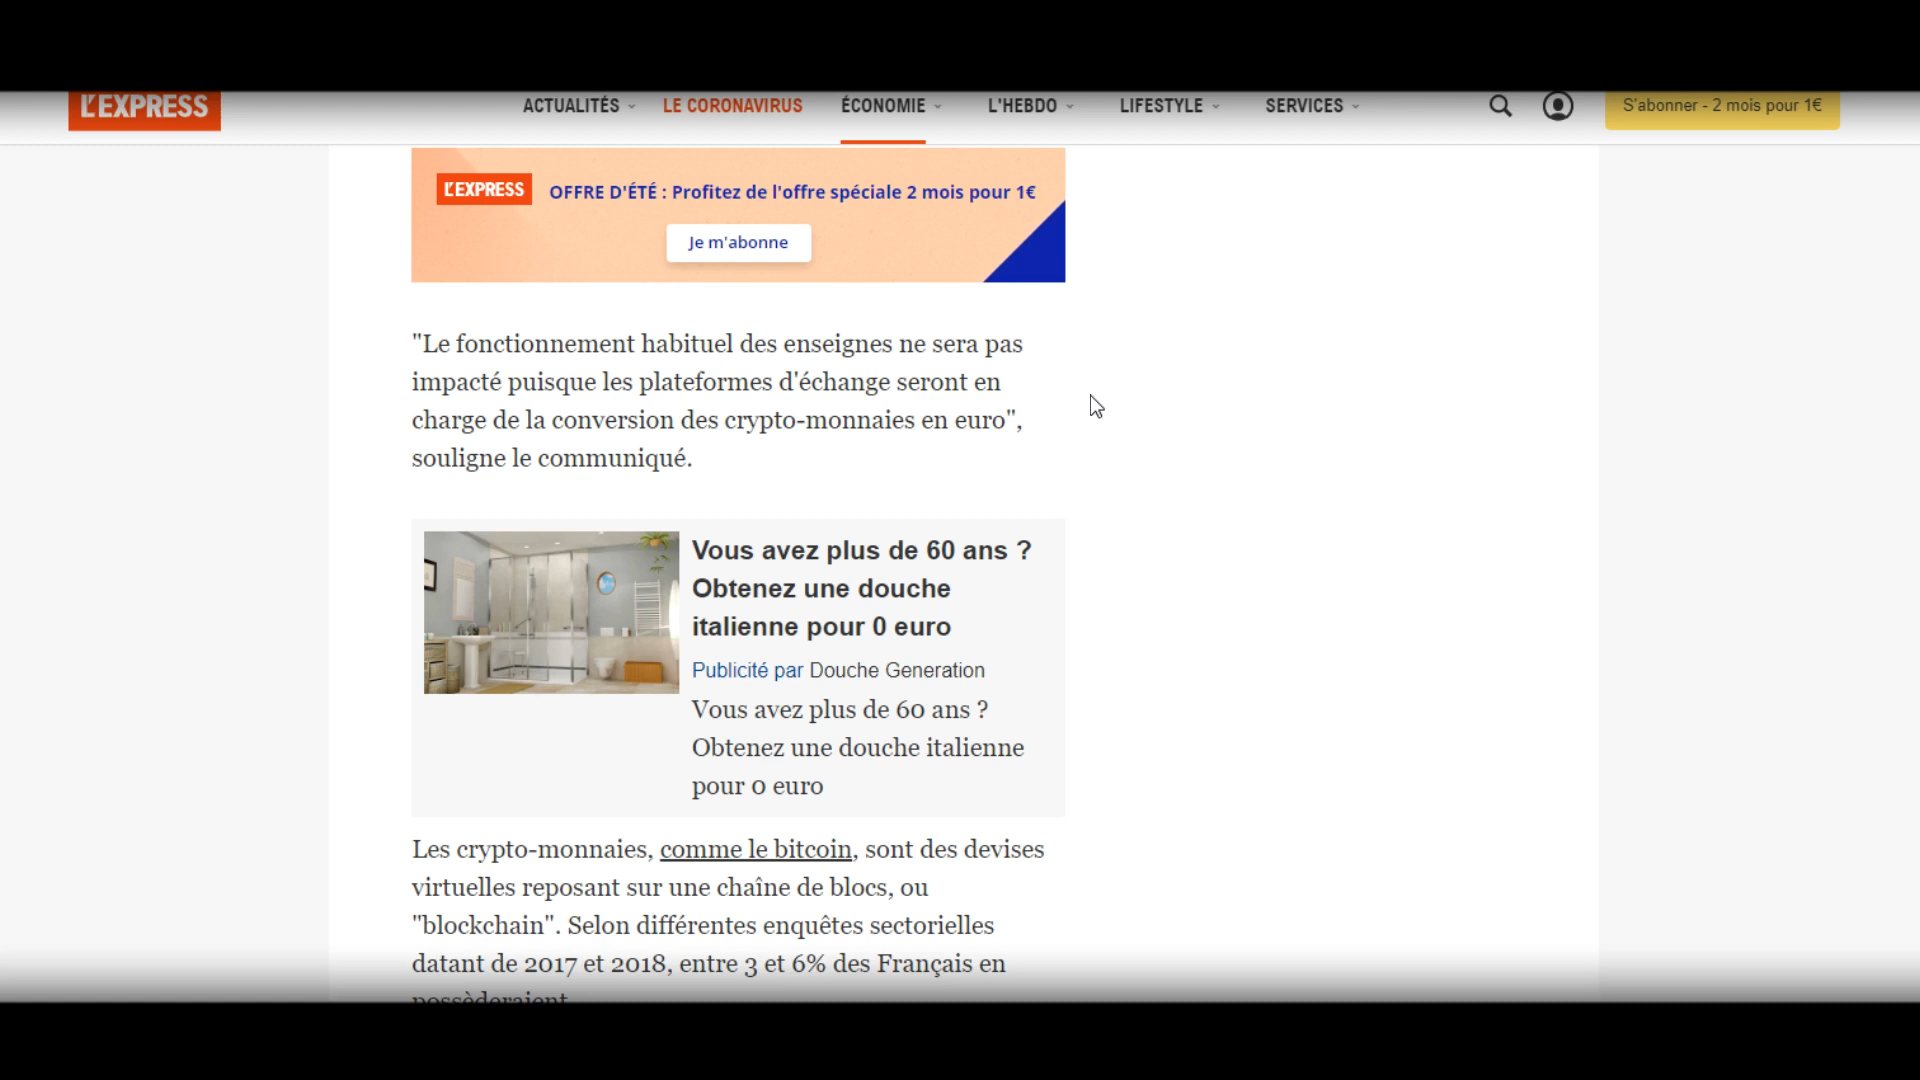 L'EXPRESS
ACTUALITÉS
LE CORONAVIRUS
ÉCONOMIE
L'HEBDO
LIFESTYLE
SERVICES
S'abonner - 2 mois pour 1€
L'EXPRESS
OFFRE D'ÉTÉ : Profitez de l'offre spéciale 2 mois pour 1€
Je m'abonne
"Le fonctionnement habituel des enseignes ne sera pas
impacté puisque les plateformes d'échange seront en
charge de la conversion des crypto-monnaies en euro",
souligne le communiqué.
Vous avez plus de 60 ans ?
Obtenez une douche
italienne pour 0 euro
Publicité par Douche Generation
Vous avez plus de 60 ans ?
Obtenez une douche italienne
pour 0 euro
Les crypto-monnaies, comme le bitcoin, sont des devises
virtuelles reposant sur une chaîne de blocs, ou
"blockchain". Selon différentes enquêtes sectorielles
datant de 2017 et 2018, entre 3 et 6% des Français en
possèderaient